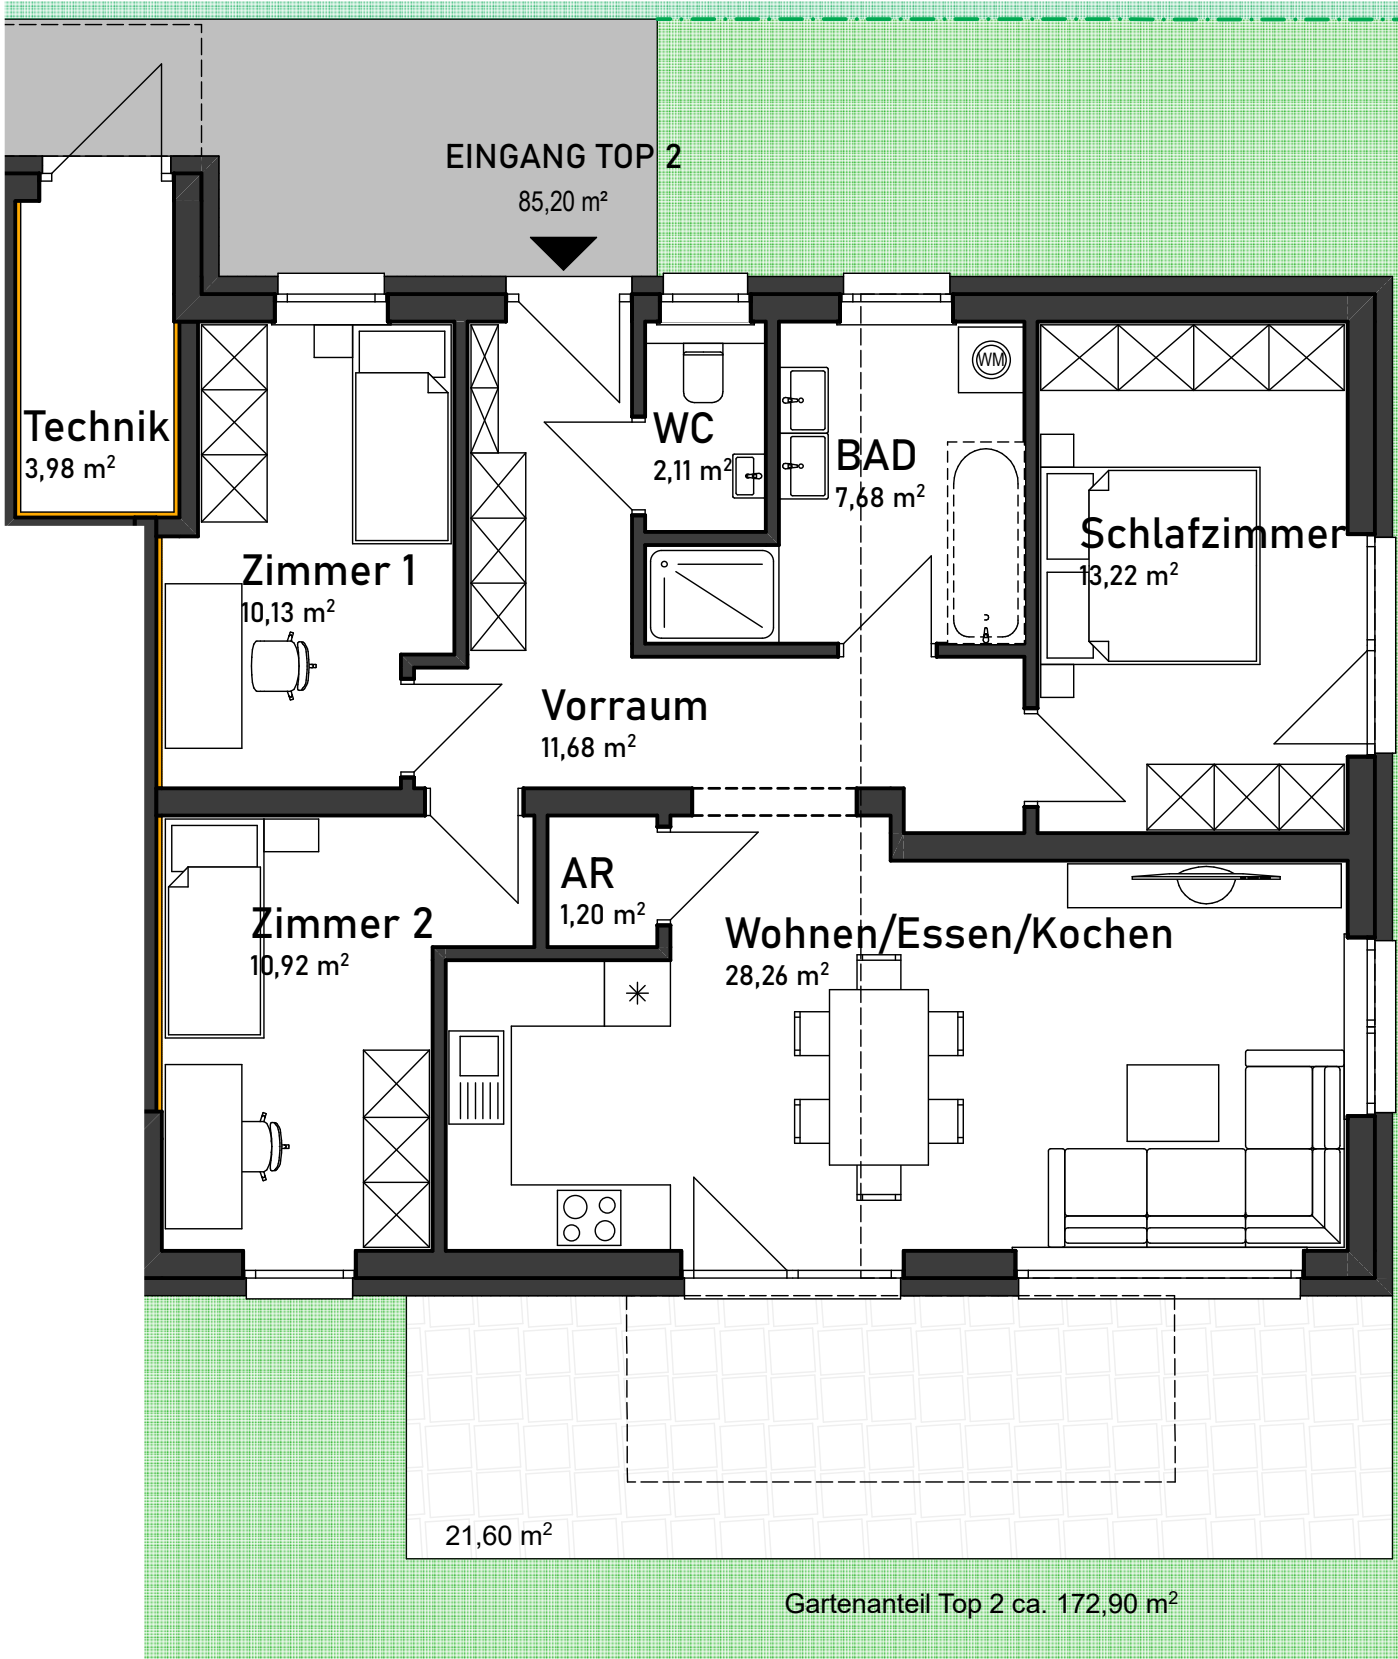 EINGANG TOP 2
85,20 m²
WM
Technik
3,98 m²
WC
2,11 m²
BAD
7,68 m²
Schlafzimmer
13,22 m²
Zimmer 1
10,13 m²
Vorraum
11,68 m²
AR
1,20 m²
Zimmer 2
10,92 m²
Wohnen/Essen/Kochen
28,26 m²
21,60 m²
Gartenanteil Top 2 ca. 172,90 m²